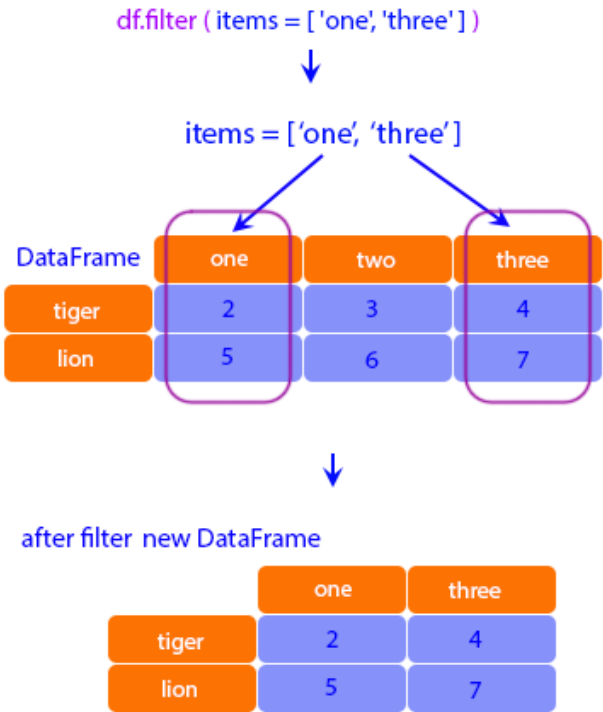 df.filter ( items = [ 'one', 'three' ] )
items = [ ‘one’, ‘three’ ]
DataFrame one two three
tiger 2 3 4
lion 5 6 7
after filter new DataFrame
one three
tiger 2 4
lion 5 7